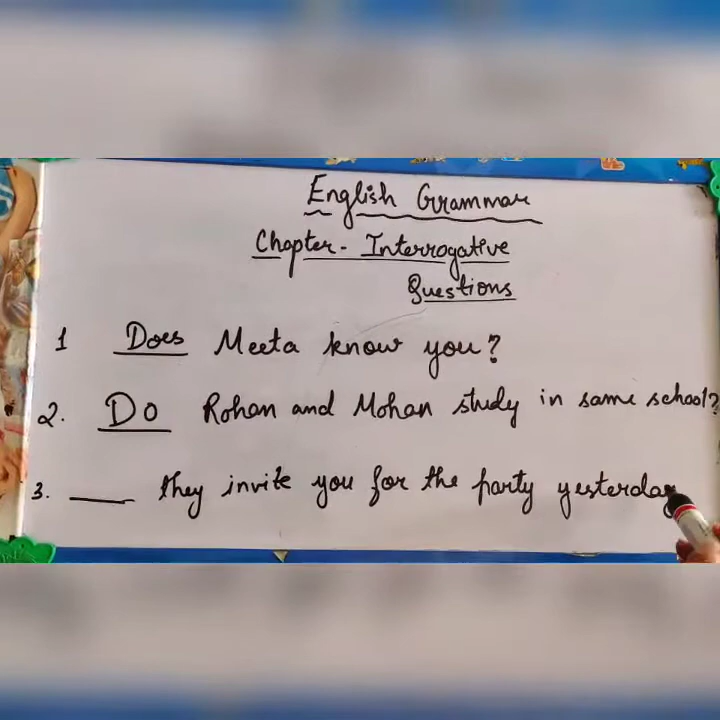 English Grammar
Chapter- Interrogative
Questions
1 Does Meeta know you?
2. Do Rohan and Mohan study in same school?
3. ___ they invite you for the party yesterday